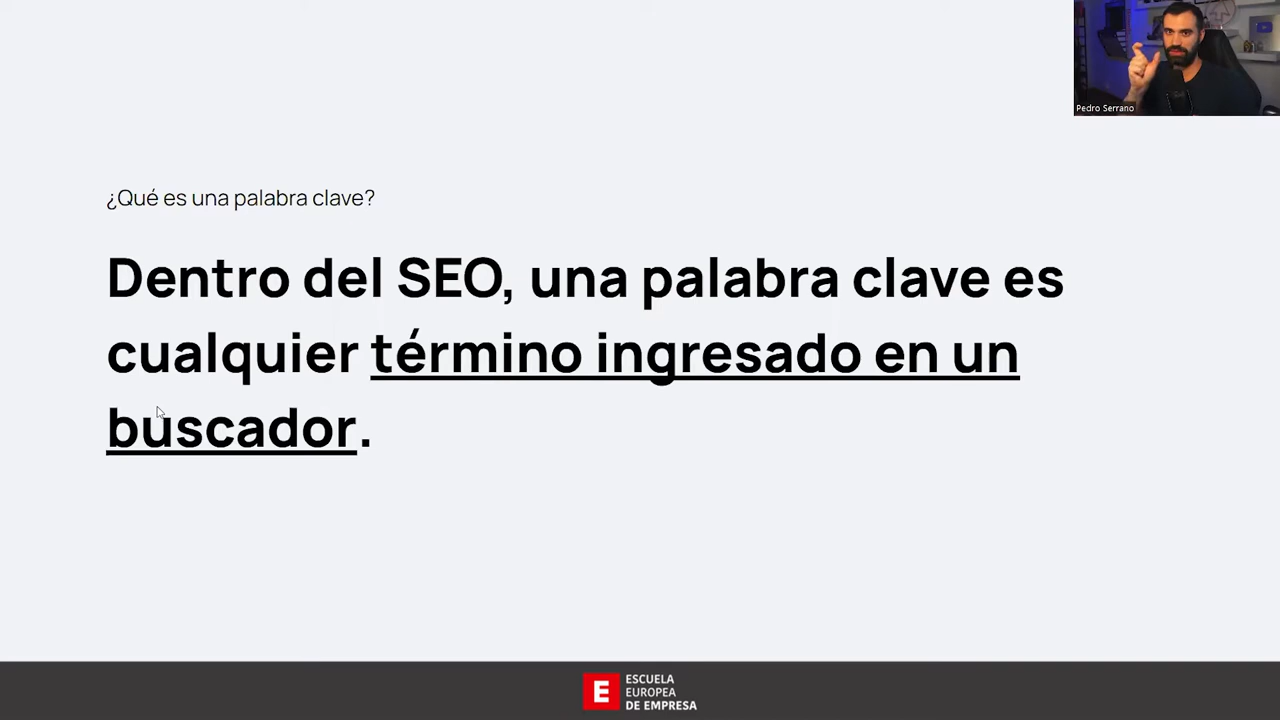 Pedro Serrano
¿Qué es una palabra clave?
Dentro del SEO, una palabra clave es
cualquier término ingresado en un
buscador.
E
ESCUELA
EUROPEA
DE EMPRESA